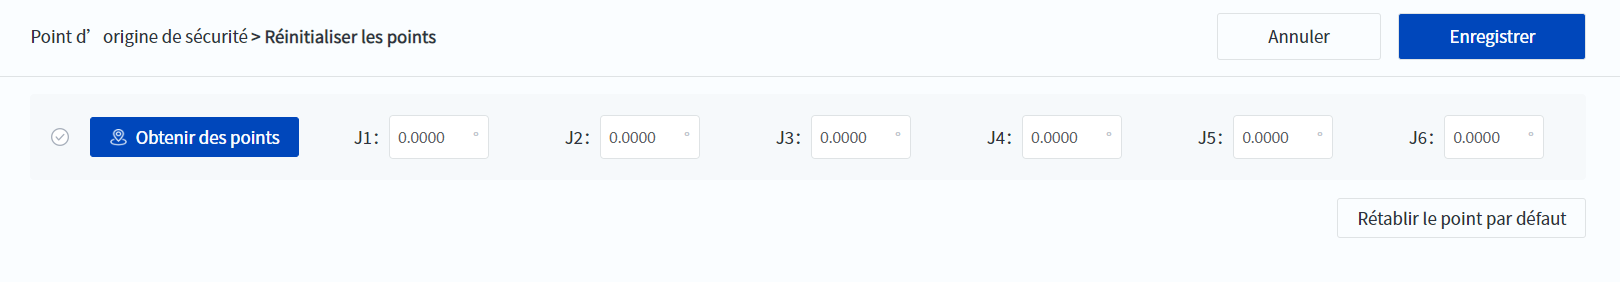 Point d’origine de sécurité > Réinitialiser les points Annuler Enregistrer
Obtenir des points J1: 0.0000 ° J2: 0.0000 ° J3: 0.0000 ° J4: 0.0000 ° J5: 0.0000 ° J6: 0.0000 °
Rétablir le point par défaut